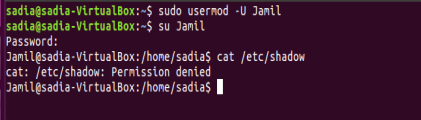 sadia@sadia-VirtualBox:~$ sudo usermod -U Jamil
sadia@sadia-VirtualBox:~$ su Jamil
Password:
Jamil@sadia-VirtualBox:/home/sadia$ cat /etc/shadow
cat: /etc/shadow: Permission denied
Jamil@sadia-VirtualBox:/home/sadia$